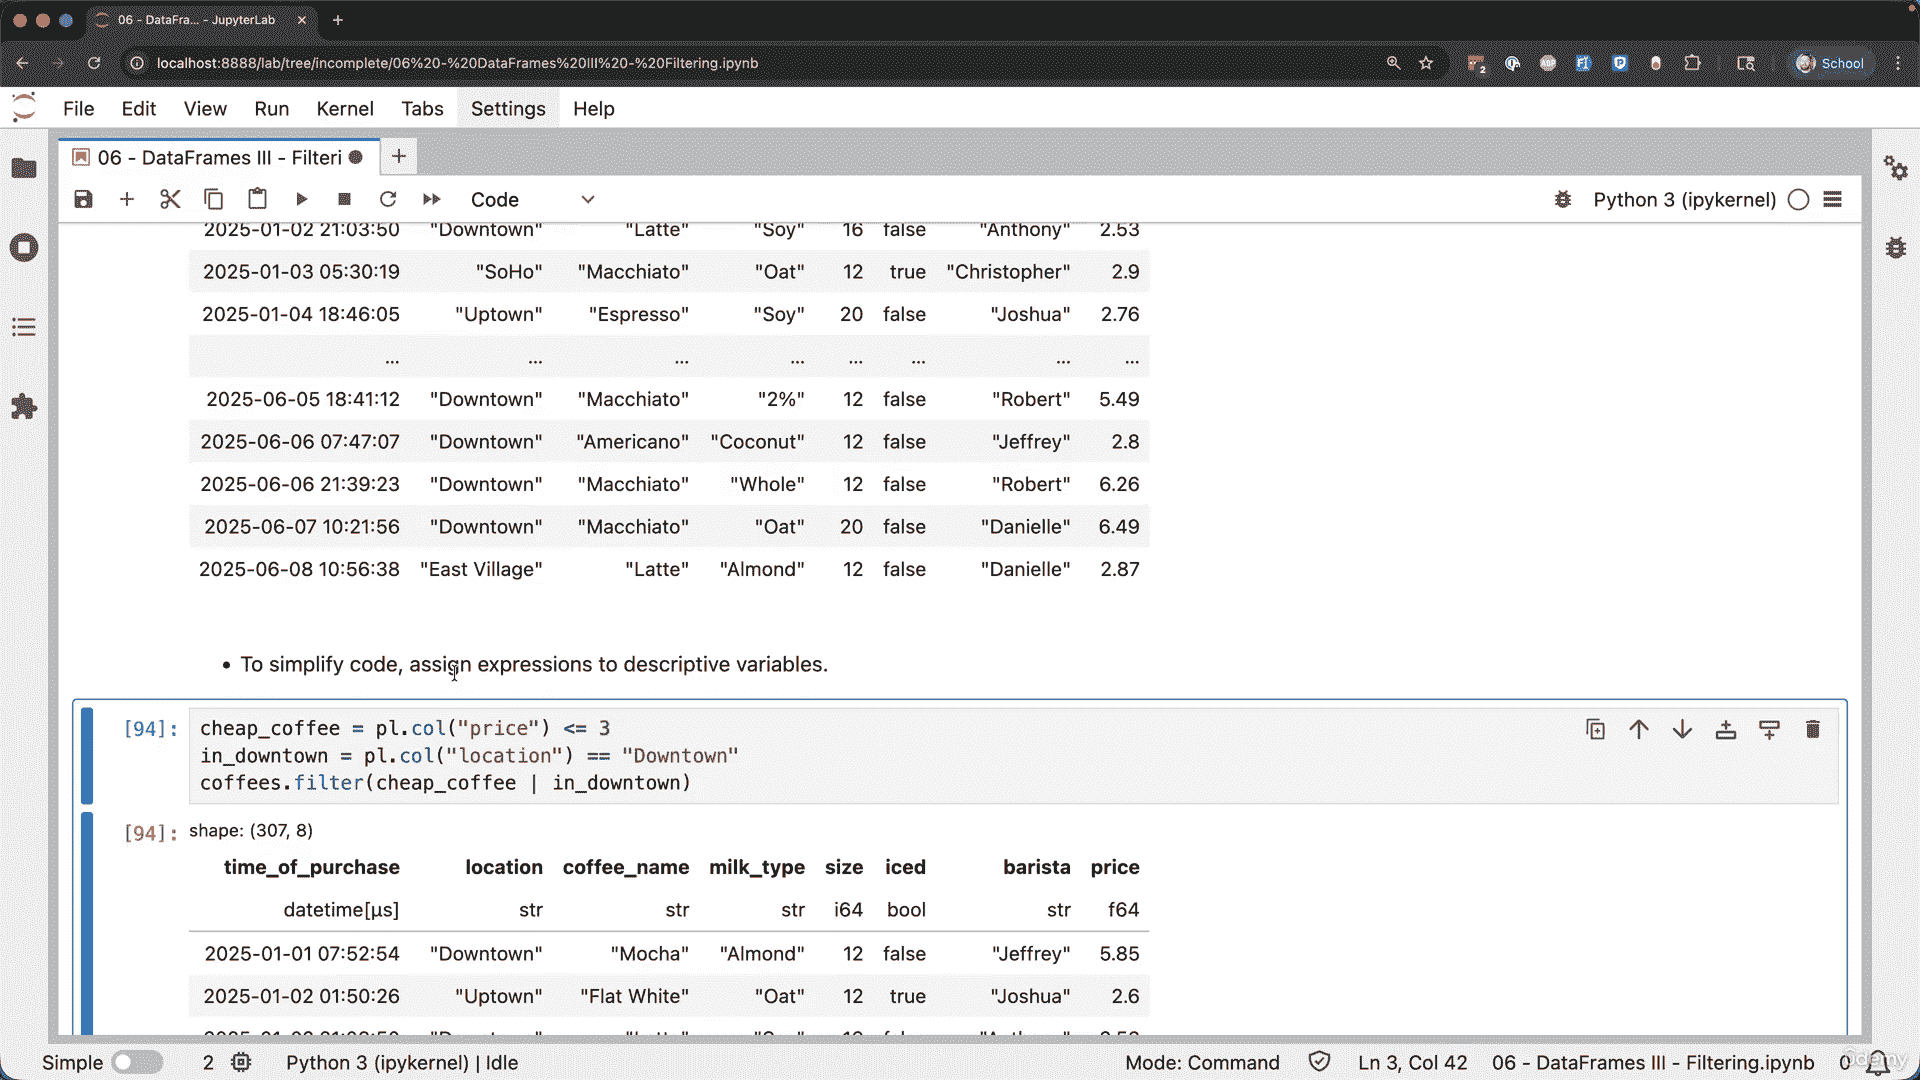 06 - DataFra... - JupyterLab
localhost:8888/lab/tree/incomplete/06%20-%20DataFrames%20III%20-%20Filtering.ipynb
2
ABP
School
File Edit View Run Kernel Tabs Settings Help
06 - DataFrames III - Filteri
Code
Python 3 (ipykernel)
2025-01-02 21:03:50 "Downtown" "Latte" "Soy" 16 false "Anthony" 2.53
2025-01-03 05:30:19 "SoHo" "Macchiato" "Oat" 12 true "Christopher" 2.9
2025-01-04 18:46:05 "Uptown" "Espresso" "Soy" 20 false "Joshua" 2.76
... ... ... ... ... ... ... ...
2025-06-05 18:41:12 "Downtown" "Macchiato" "2%" 12 false "Robert" 5.49
2025-06-06 07:47:07 "Downtown" "Americano" "Coconut" 12 false "Jeffrey" 2.8
2025-06-06 21:39:23 "Downtown" "Macchiato" "Whole" 12 false "Robert" 6.26
2025-06-07 10:21:56 "Downtown" "Macchiato" "Oat" 20 false "Danielle" 6.49
2025-06-08 10:56:38 "East Village" "Latte" "Almond" 12 false "Danielle" 2.87
• To simplify code, assign expressions to descriptive variables.
[94]: cheap_coffee = pl.col("price") <= 3
in_downtown = pl.col("location") == "Downtown"
coffees.filter(cheap_coffee | in_downtown)
[94]: shape: (307, 8)
time_of_purchase location coffee_name milk_type size iced barista price
datetime[μs] str str str i64 bool str f64
2025-01-01 07:52:54 "Downtown" "Mocha" "Almond" 12 false "Jeffrey" 5.85
2025-01-02 01:50:26 "Uptown" "Flat White" "Oat" 12 true "Joshua" 2.6
Simple 2 Python 3 (ipykernel) | Idle Mode: Command Ln 3, Col 42 06 - DataFrames III - Filtering.ipynb 0
udemy